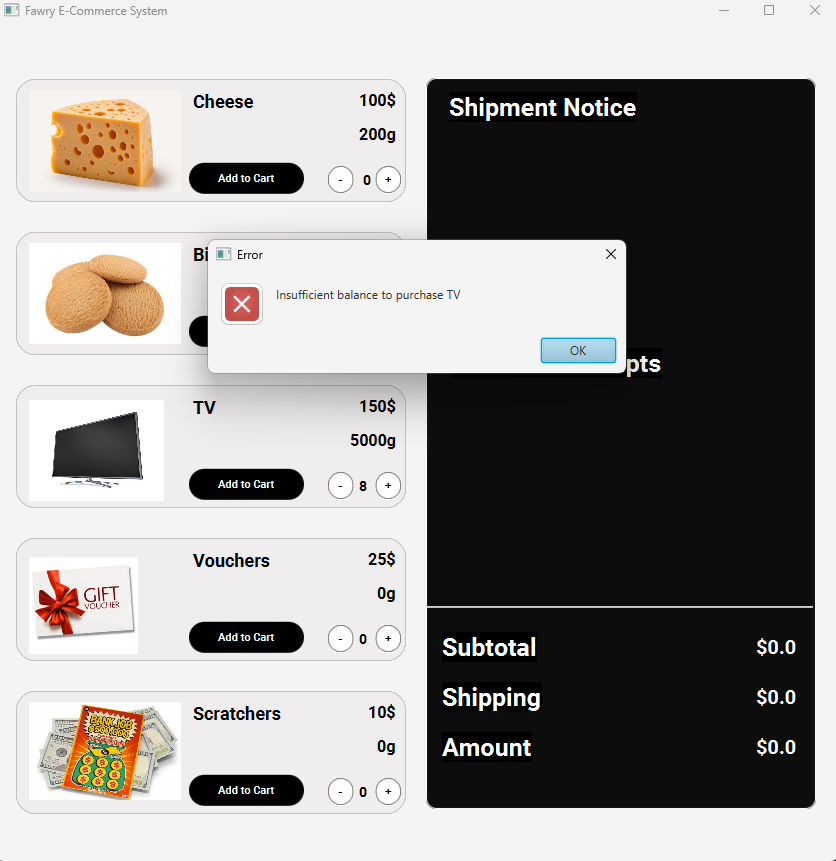 Fawry E-Commerce System
Cheese
100$
200g
Add to Cart
-
0
+
Bi
TV
150$
5000g
Add to Cart
-
8
+
Vouchers
25$
0g
Add to Cart
-
0
+
GIFT
VOUCHER
Scratchers
10$
0g
Add to Cart
-
0
+
BANK JOB
Shipment Notice
Error
Insufficient balance to purchase TV
OK
pts
Subtotal
$0.0
Shipping
$0.0
Amount
$0.0